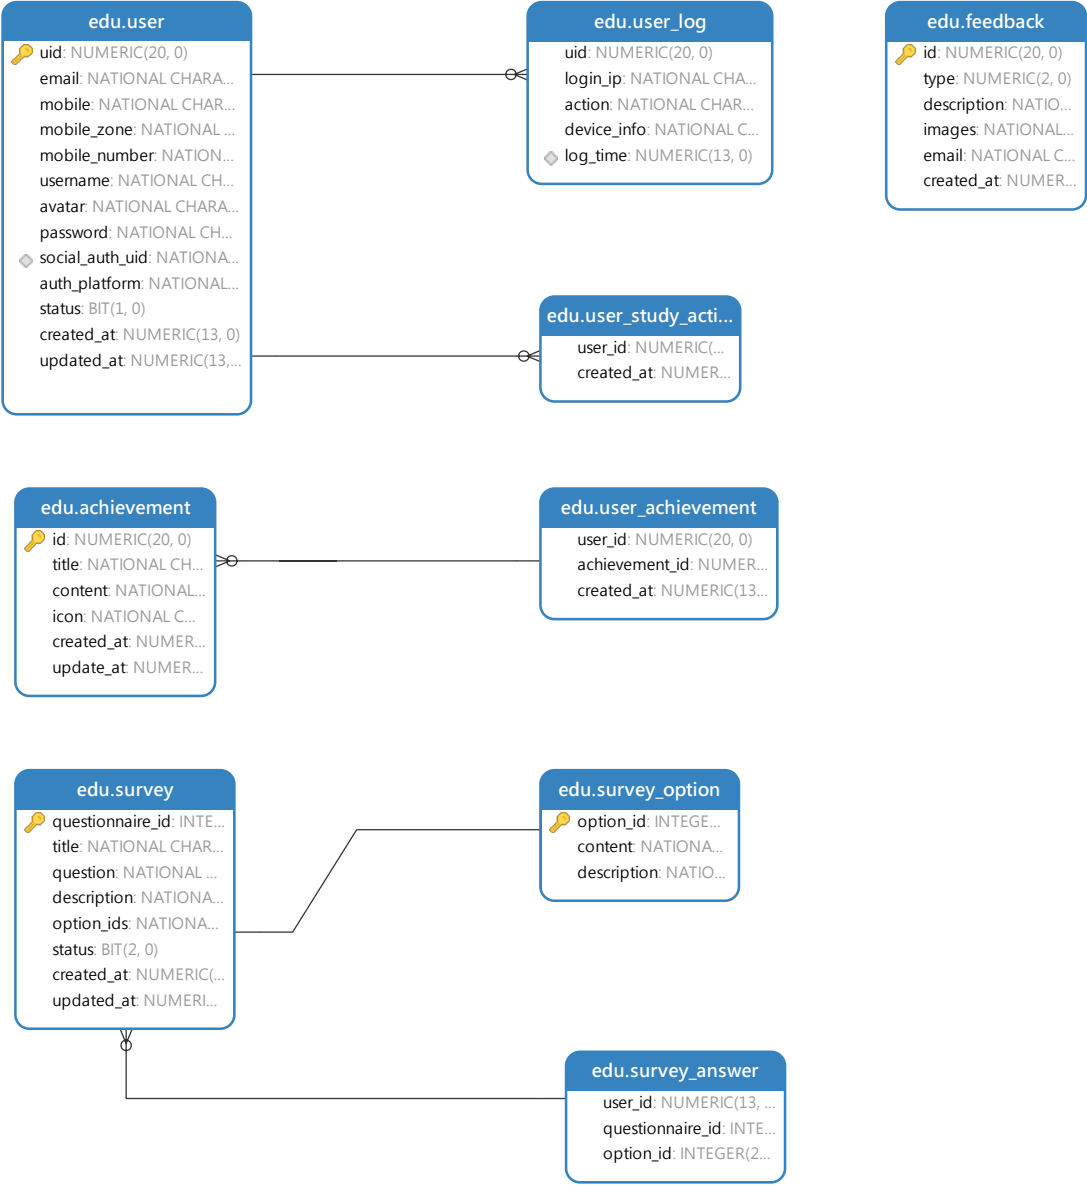 edu.user
uid: NUMERIC(20, 0)
email: NATIONAL CHARA...
mobile: NATIONAL CHAR...
mobile_zone: NATIONAL ...
mobile_number: NATION...
username: NATIONAL CH...
avatar: NATIONAL CHARA...
password: NATIONAL CH...
social_auth_uid: NATIONA...
auth_platform: NATIONAL...
status: BIT(1, 0)
created_at: NUMERIC(13, 0)
updated_at: NUMERIC(13,...
edu.user_log
uid: NUMERIC(20, 0)
login_ip: NATIONAL CHA...
action: NATIONAL CHAR...
device_info: NATIONAL C...
log_time: NUMERIC(13, 0)
edu.feedback
id: NUMERIC(20, 0)
type: NUMERIC(2, 0)
description: NATIO...
images: NATIONAL...
email: NATIONAL C...
created_at: NUMER...
edu.user_study_acti...
user_id: NUMERIC(...
created_at: NUMER...
edu.achievement
id: NUMERIC(20, 0)
title: NATIONAL CH...
content: NATIONAL...
icon: NATIONAL C...
created_at: NUMER...
update_at: NUMER...
edu.user_achievement
user_id: NUMERIC(20, 0)
achievement_id: NUMER...
created_at: NUMERIC(13...
edu.survey
questionnaire_id: INTE...
title: NATIONAL CHAR...
question: NATIONAL ...
description: NATIONA...
option_ids: NATIONA...
status: BIT(2, 0)
created_at: NUMERIC(...
updated_at: NUMERI...
edu.survey_option
option_id: INTEGE...
content: NATIONA...
description: NATIO...
edu.survey_answer
user_id: NUMERIC(13, ...
questionnaire_id: INTE...
option_id: INTEGER(2...